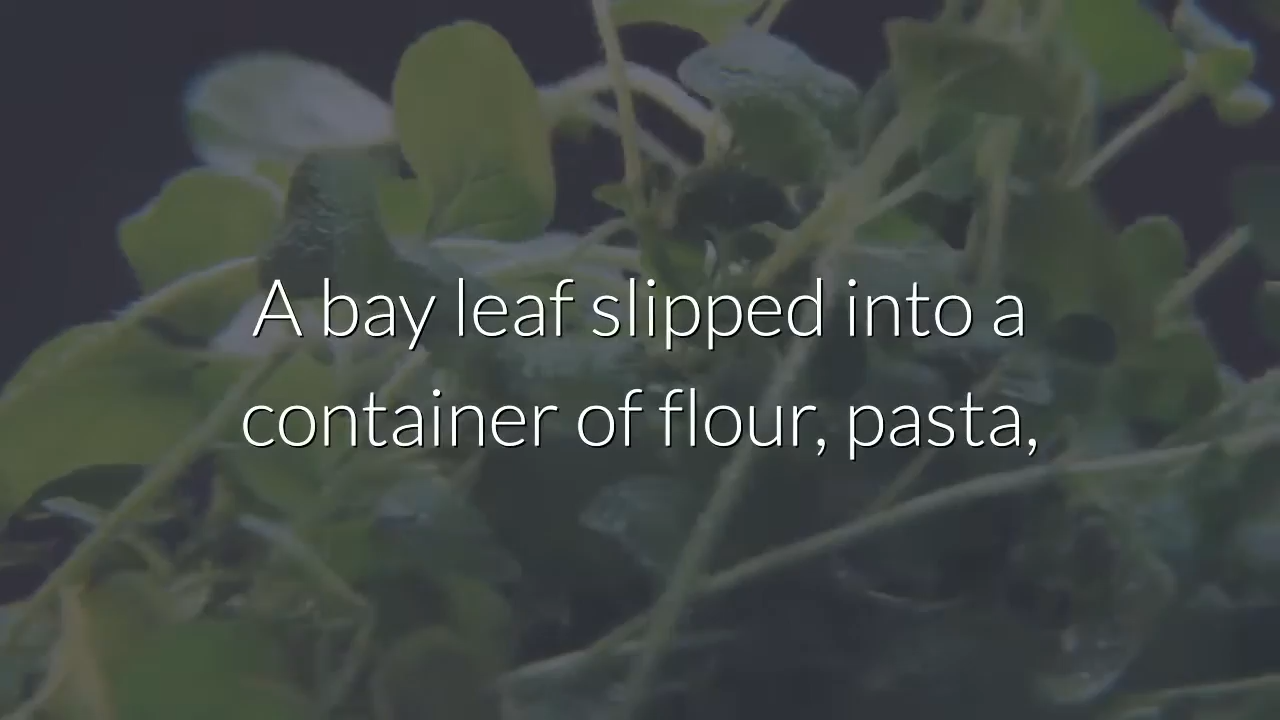 A bay leaf slipped into a
container of flour, pasta,